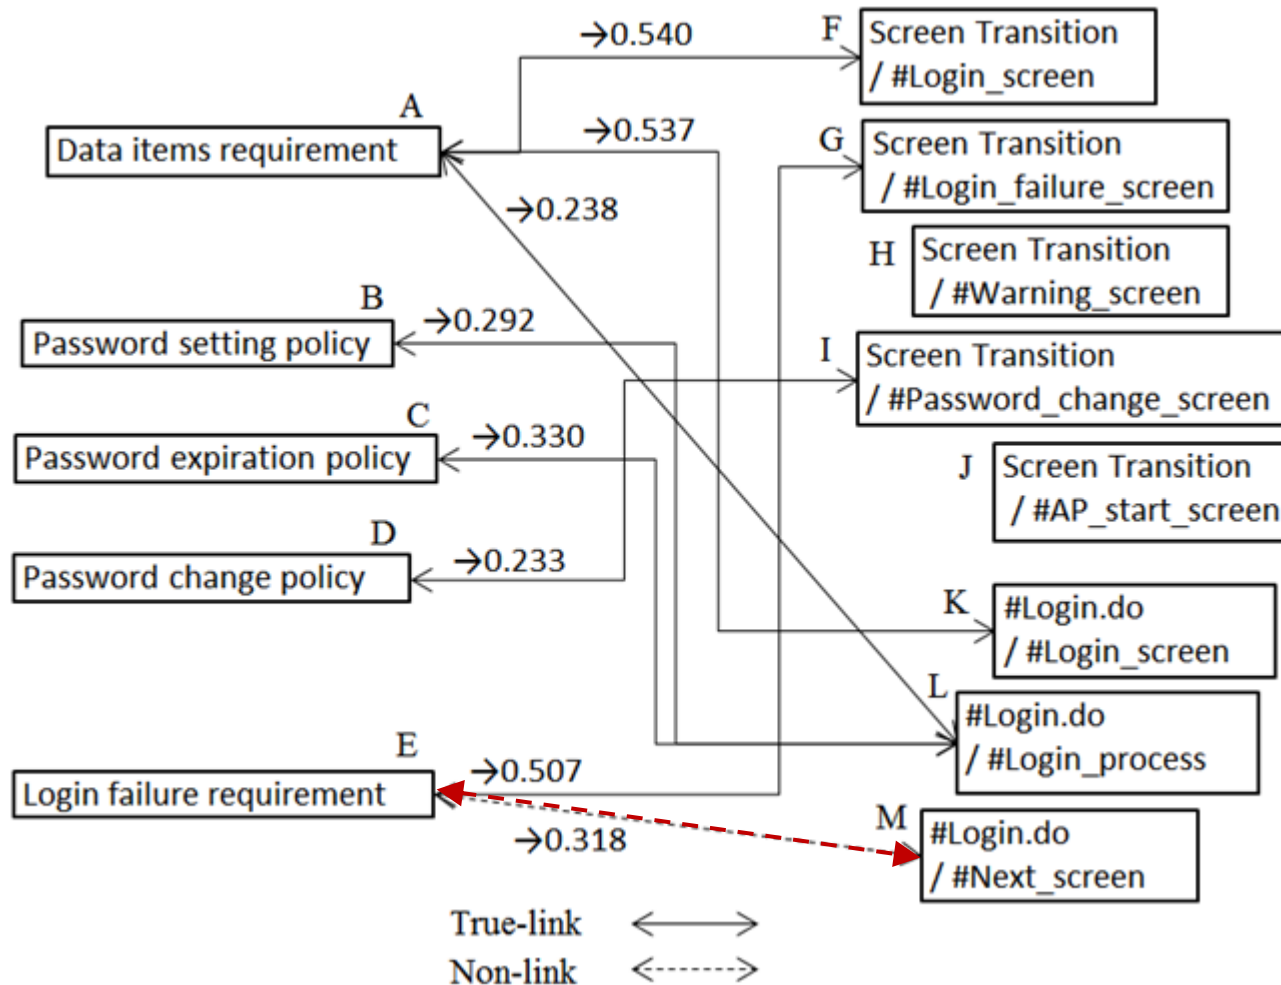 →0.540
F
Screen Transition
/ #Login_screen
A
Data items requirement
→0.537
G
Screen Transition
/ #Login_failure_screen
→0.238
H
Screen Transition
/ #Warning_screen
B
Password setting policy
→0.292
I
Screen Transition
/ #Password_change_screen
C
Password expiration policy
→0.330
J
Screen Transition
/ #AP_start_screen
D
Password change policy
→0.233
K
#Login.do
/ #Login_screen
L
#Login.do
/ #Login_process
E
Login failure requirement
→0.507
→0.318
M
#Login.do
/ #Next_screen
True-link
Non-link